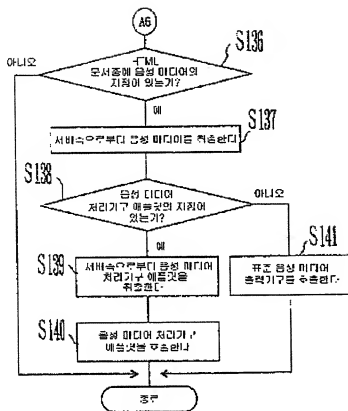 A6
S136
아니오
HTML
문서중에 음성 미디어의
지정이 있는가?
예
S137
서버측으로부터 음성 미디어를 취출한다
S138
음성 미디어
처리기구 애플릿의 지정이
있는가?
아니오
예
S139
서버측으로부터 음성 미디어
처리기구 애플릿을
취출한다
S141
표준 음성 미디어
출력기구를 호출한다
S140
음성 미디어 처리기구
애플릿을 호출한다
종료